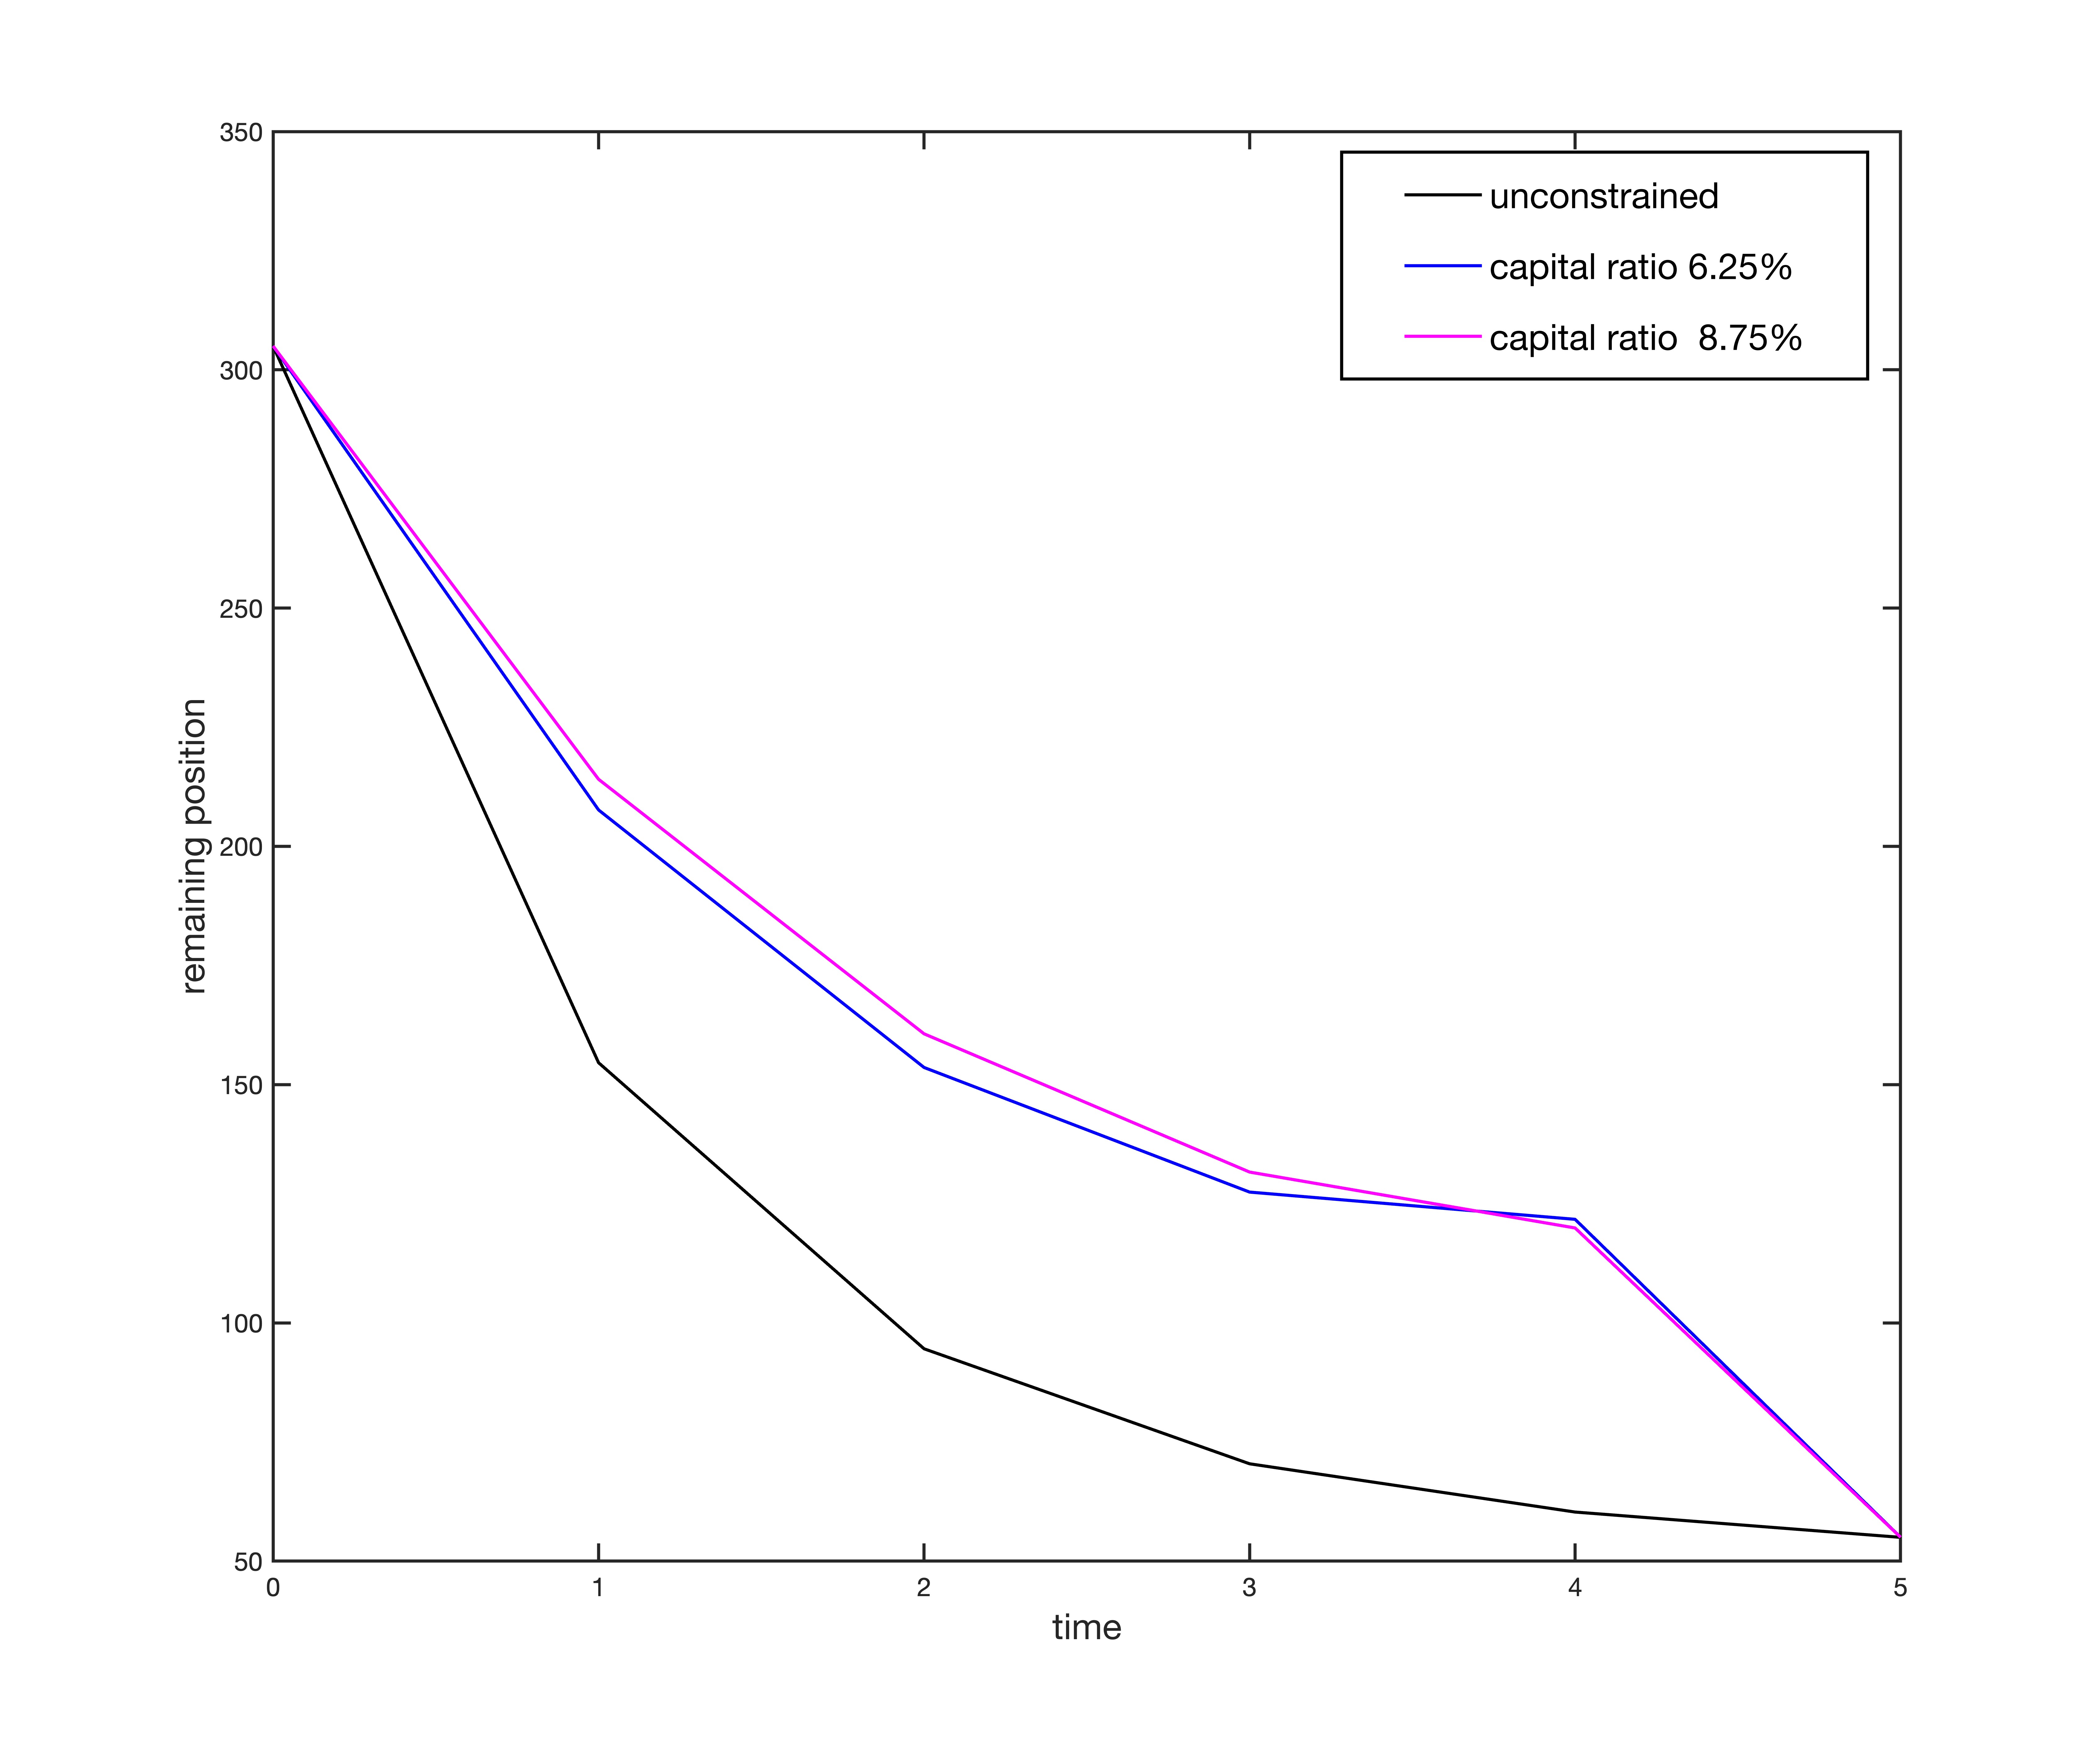 350
300
250
200
150
100
50
0 1 2 3 4 5
remaining position
time
unconstrained
capital ratio 6.25%
capital ratio  8.75%